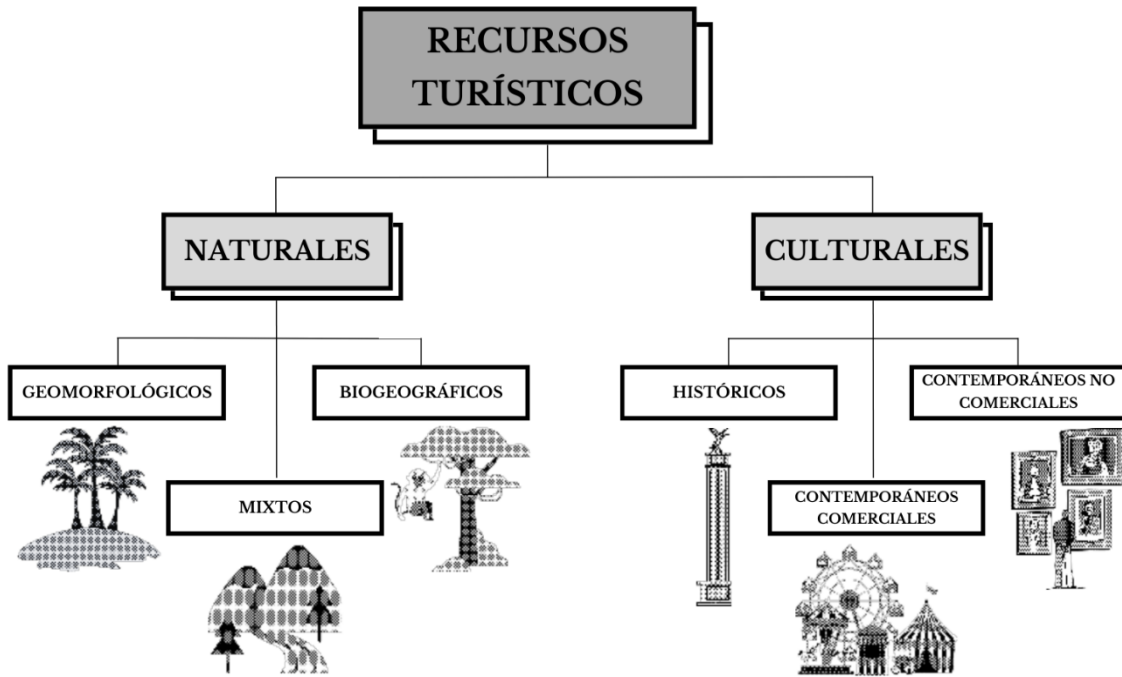 RECURSOS
TURÍSTICOS
NATURALES
CULTURALES
GEOMORFOLÓGICOS
BIOGEOGRÁFICOS
MIXTOS
HISTÓRICOS
CONTEMPORÁNEOS NO
COMERCIALES
CONTEMPORÁNEOS
COMERCIALES